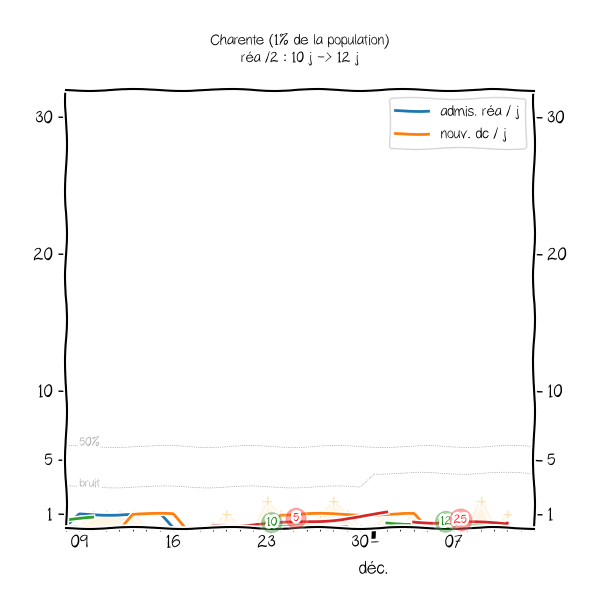 Charente (1% de la population)
réa /2 : 10 j -> 12 j
admis. réa / j
nouv. dc / j
30 30
20 20
10 10
50%
5 5
bruit
1 1
10 5 12 25
09 16 23 30 07
déc.